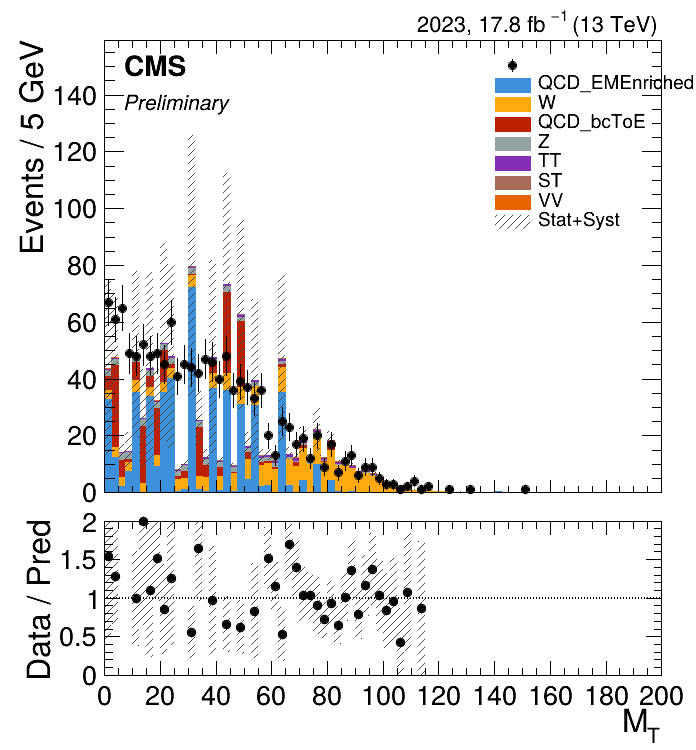 2023, 17.8 fb⁻¹ (13 TeV)
CMS
Preliminary
Events / 5 GeV
140
120
100
80
60
40
20
0
QCD_EMEnriched
W
QCD_bcToE
Z
TT
ST
VV
Stat+Syst
Data / Pred
2
1.5
1
0.5
0
0 20 40 60 80 100 120 140 160 180 200
M_T